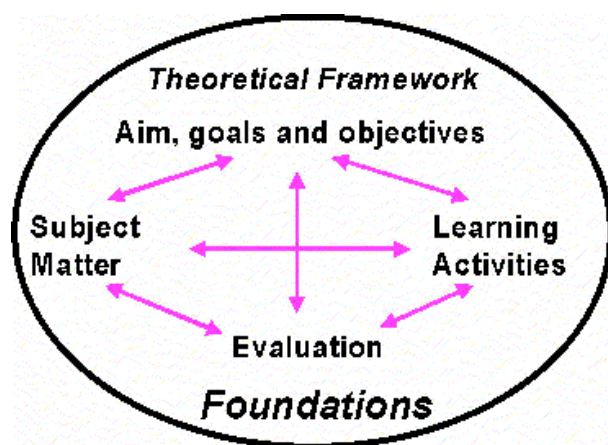 Theoretical Framework
Aim, goals and objectives
Subject
Matter
Learning
Activities
Evaluation
Foundations